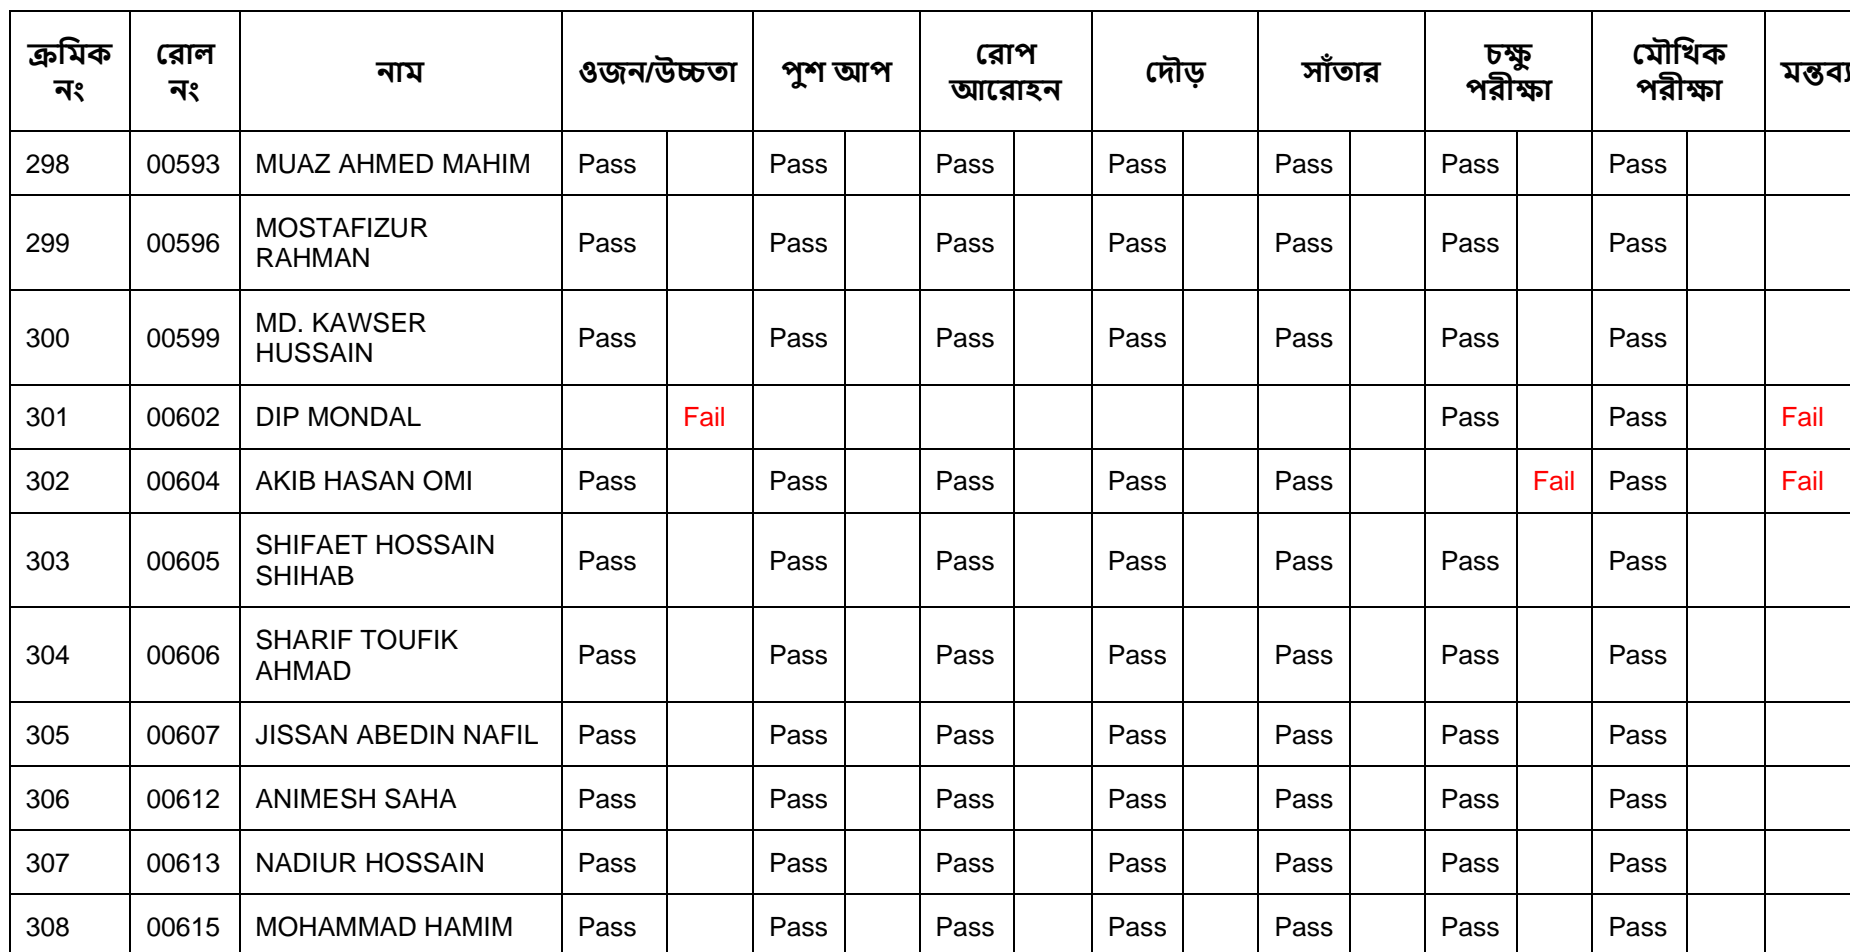 ক্রমিক নং রোল নং নাম ওজন/উচ্চতা পুশ আপ রোপ আরোহন দৌড় সাঁতার চক্ষু পরীক্ষা মৌখিক পরীক্ষা মন্তব্য
298 00593 MUAZ AHMED MAHIM Pass Pass Pass Pass Pass Pass Pass
299 00596 MOSTAFIZUR RAHMAN Pass Pass Pass Pass Pass Pass Pass
300 00599 MD. KAWSER HUSSAIN Pass Pass Pass Pass Pass Pass Pass
301 00602 DIP MONDAL Fail Pass Pass Fail
302 00604 AKIB HASAN OMI Pass Pass Pass Pass Pass Fail Pass Fail
303 00605 SHIFAET HOSSAIN SHIHAB Pass Pass Pass Pass Pass Pass Pass
304 00606 SHARIF TOUFIK AHMAD Pass Pass Pass Pass Pass Pass Pass
305 00607 JISSAN ABEDIN NAFIL Pass Pass Pass Pass Pass Pass Pass
306 00612 ANIMESH SAHA Pass Pass Pass Pass Pass Pass Pass
307 00613 NADIUR HOSSAIN Pass Pass Pass Pass Pass Pass Pass
308 00615 MOHAMMAD HAMIM Pass Pass Pass Pass Pass Pass Pass